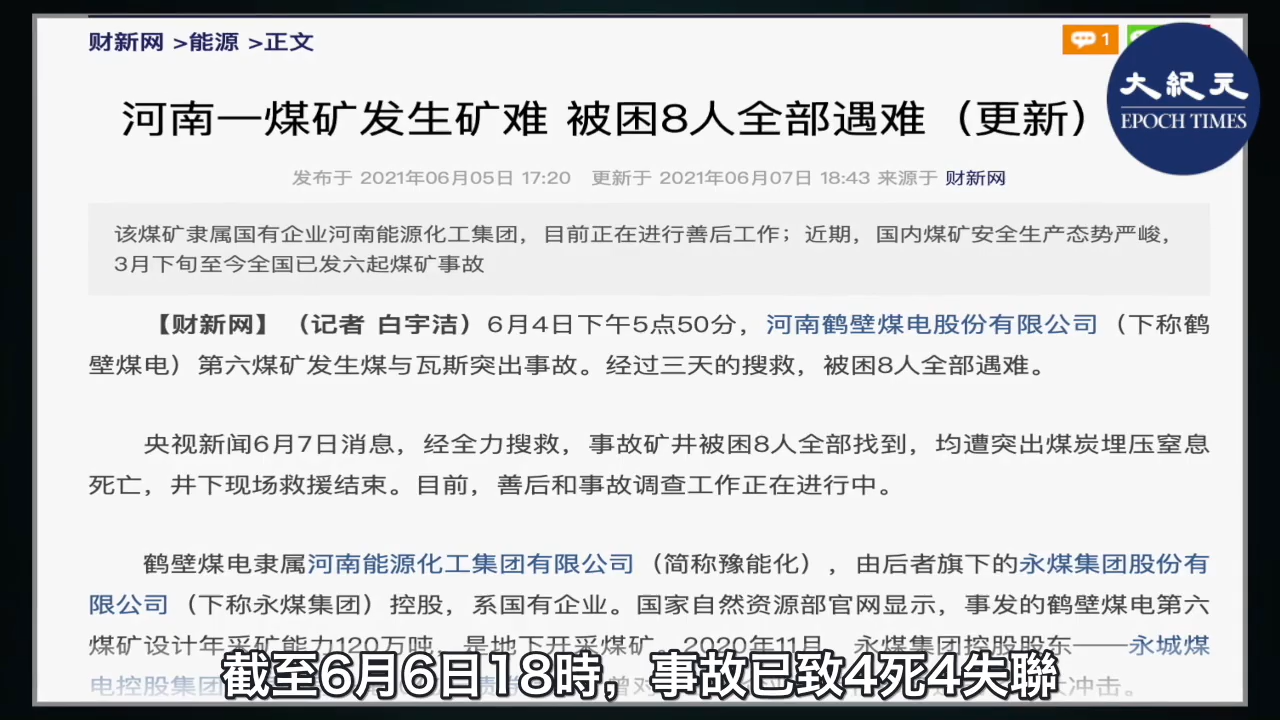 财新网 >能源 >正文
1
大紀元
EPOCH TIMES
河南一煤矿发生矿难 被困8人全部遇难（更新）
发布于 2021年06月05日 17:20 更新于 2021年06月07日 18:43 来源于 财新网
该煤矿隶属国有企业河南能源化工集团，目前正在进行善后工作；近期，国内煤矿安全生产态势严峻，
3月下旬至今全国已发六起煤矿事故
【财新网】（记者 白宇洁）6月4日下午5点50分，河南鹤壁煤电股份有限公司（下称鹤
壁煤电）第六煤矿发生煤与瓦斯突出事故。经过三天的搜救，被困8人全部遇难。
央视新闻6月7日消息，经全力搜救，事故矿井被困8人全部找到，均遭突出煤炭埋压窒息
死亡，井下现场救援结束。目前，善后和事故调查工作正在进行中。
鹤壁煤电隶属河南能源化工集团有限公司（简称豫能化），由后者旗下的永煤集团股份有
限公司（下称永煤集团）控股，系国有企业。国家自然资源部官网显示，事发的鹤壁煤电第六
煤矿设计年采矿能力120万吨，是地下开采煤矿。2020年11月，永煤集团控股股东——永城煤
电控股集团
冲击。
截至6月6日18時，事故已致4死4失聯